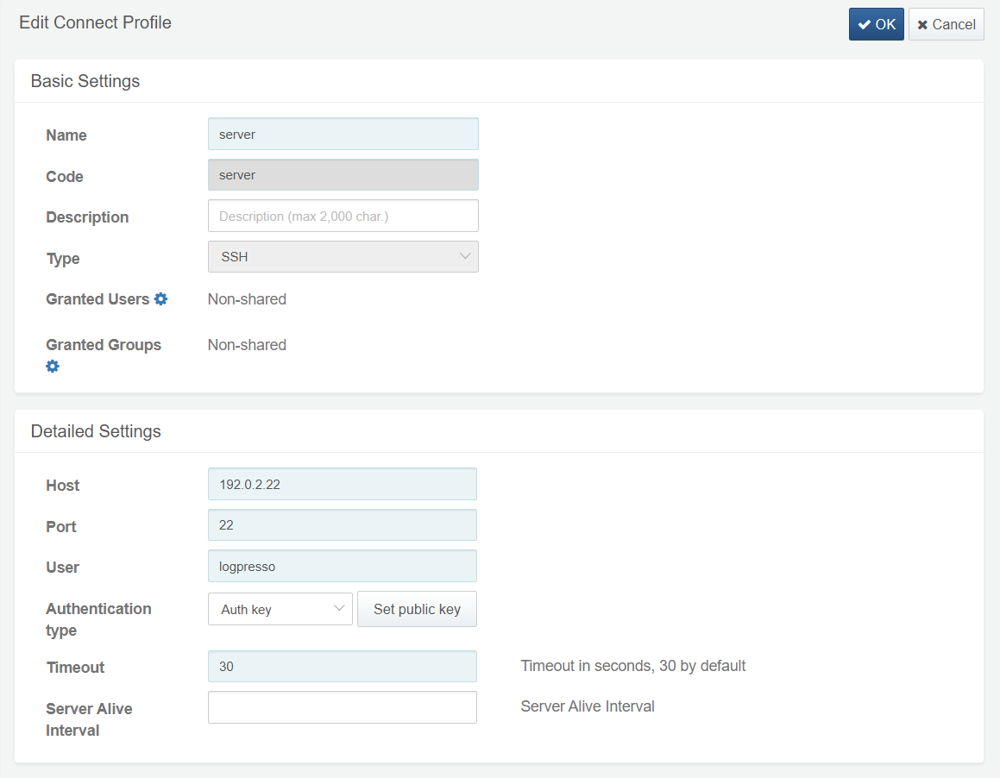 Edit Connect Profile
OK
Cancel
Basic Settings
Name
server
Code
server
Description
Description (max 2,000 char.)
Type
SSH
Granted Users
Non-shared
Granted Groups
Non-shared
Detailed Settings
Host
192.0.2.22
Port
22
User
logpresso
Authentication
type
Auth key
Set public key
Timeout
30
Timeout in seconds, 30 by default
Server Alive
Interval
Server Alive Interval